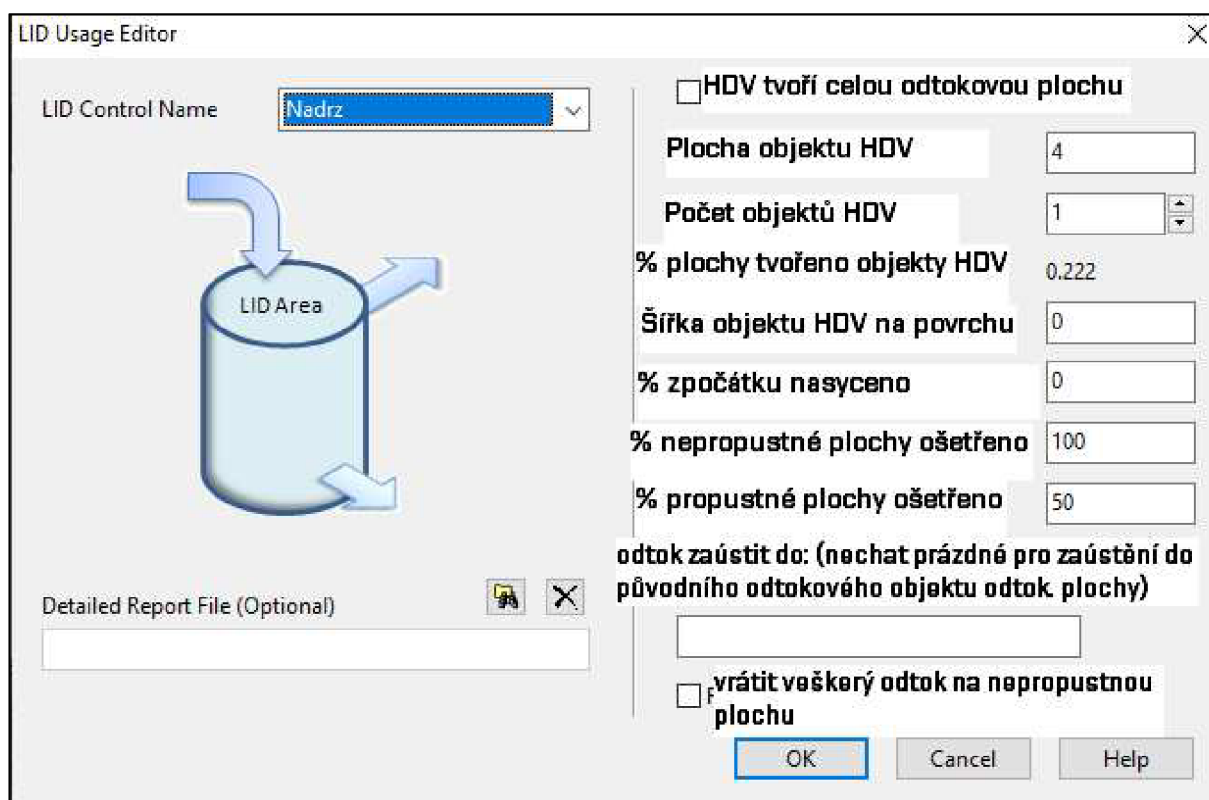 LID Usage Editor
LID Control Name
Nadrz
LID Area
Detailed Report File (Optional)
HDV tvoří celou odtokovou plochu
Plocha objektu HDV
4
Počet objektů HDV
1
% plochy tvořeno objekty HDV
0.222
Šířka objektu HDV na povrchu
0
% zpočátku nasyceno
0
% nepropustné plochy ošetřeno
100
% propustné plochy ošetřeno
50
odtok zaústit do: (nechat prázdné pro zaústění do
původního odtokového objektu odtok. plochy)
vrátit veškerý odtok na nepropustnou
plochu
OK
Cancel
Help